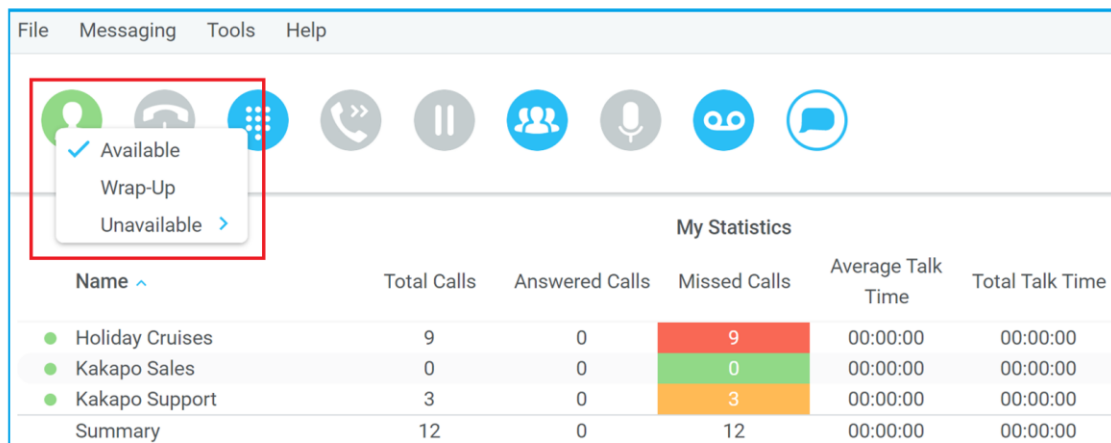 File Messaging Tools Help
Available
Wrap-Up
Unavailable
My Statistics
Name Total Calls Answered Calls Missed Calls Average Talk Time Total Talk Time
Holiday Cruises 9 0 9 00:00:00 00:00:00
Kakapo Sales 0 0 0 00:00:00 00:00:00
Kakapo Support 3 0 3 00:00:00 00:00:00
Summary 12 0 12 00:00:00 00:00:00